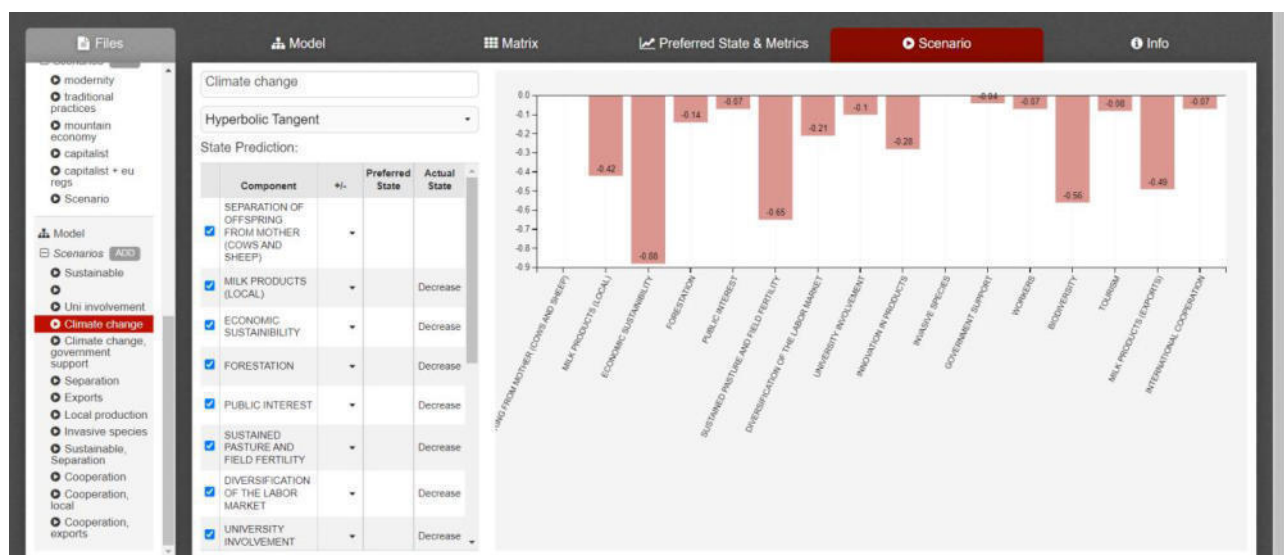 Files
Model
Matrix
Preferred State & Metrics
Scenario
Info
Scenarios ADD
modernity
traditional
practices
mountain
economy
capitalist
capitalist + eu
regs
Scenario
Model
Scenarios ADD
Sustainable
Uni involvement
Climate change
Climate change,
government
support
Separation
Exports
Local production
Invasive species
Sustainable,
Separation
Cooperation
Cooperation,
local
Cooperation,
exports
Climate change
Hyperbolic Tangent
State Prediction:
Component +/- Preferred State Actual State
SEPARATION OF
OFFSPRING
FROM MOTHER
(COWS AND
SHEEP)
MILK PRODUCTS
(LOCAL)
Decrease
ECONOMIC
SUSTAINIBILITY
Decrease
FORESTATION
Decrease
PUBLIC INTEREST
Decrease
SUSTAINED
PASTURE AND
FIELD FERTILITY
Decrease
DIVERSIFICATION
OF THE LABOR
MARKET
Decrease
UNIVERSITY
INVOLVEMENT
Decrease
0.0
-0.1
-0.2
-0.3
-0.4
-0.5
-0.6
-0.7
-0.8
-0.9
-0.42
-0.88
-0.14
-0.07
-0.65
-0.21
-0.1
-0.28
-0.04
-0.07
-0.56
-0.08
-0.49
-0.07
FROM MOTHER (COWS AND SHEEP)
MILK PRODUCTS (LOCAL)
ECONOMIC SUSTAINIBILITY
FORESTATION
PUBLIC INTEREST
SUSTAINED PASTURE AND FIELD FERTILITY
DIVERSIFICATION OF THE LABOR MARKET
UNIVERSITY INVOLVEMENT
INNOVATION IN PRODUCTS
INVASIVE SPECIES
GOVERNMENT SUPPORT
WORKERS
BIODIVERSITY
TOURISM
MILK PRODUCTS (EXPORTS)
INTERNATIONAL COOPERATION